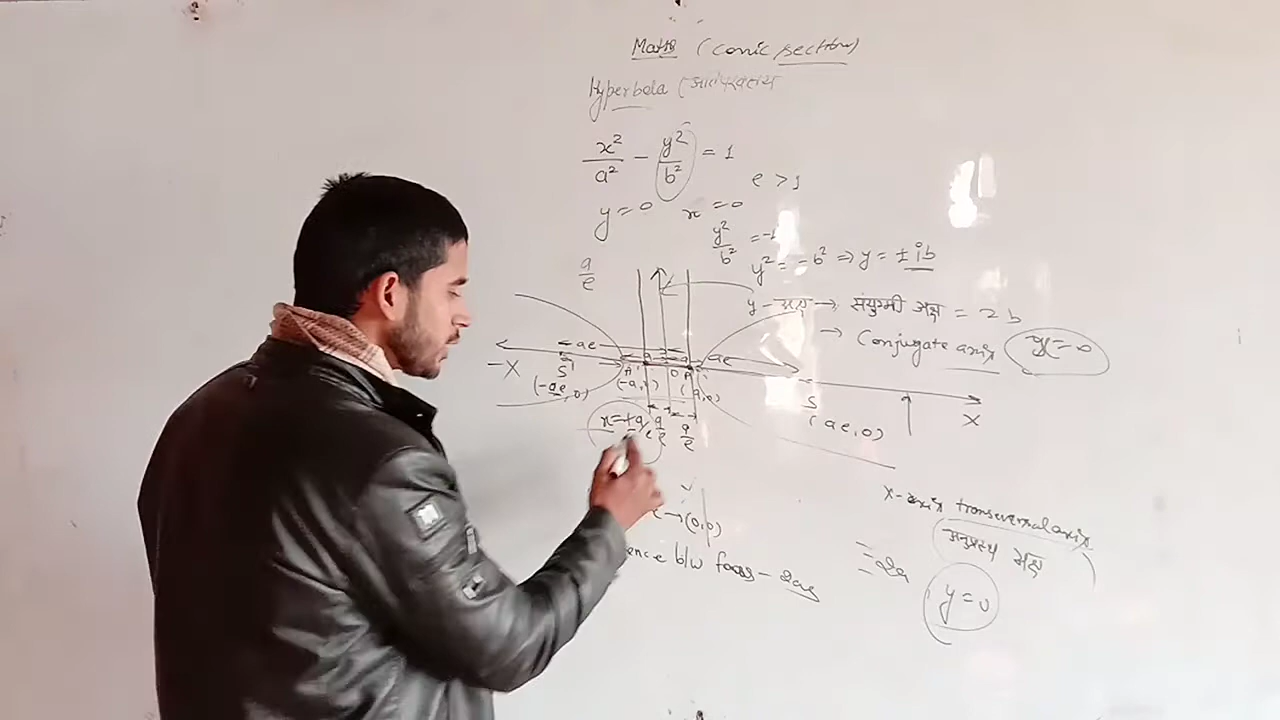 Maths (conic section)
Hyperbola (अतिपरवलय
x²/a² - y²/b² = 1
e > 1
y = 0 x = 0
y²/b² = -1
y² = -b² ⇒ y = ± ib
a/e
y - अक्ष → संयुग्मी अक्ष = 2b
→ Conjugate axis x = 0
ae ae
-X S' A' O A
(-ae, 0) (-a, 0) (a, 0)
S X
(ae, 0)
x = ±a/e a/e a/e
→ (0,0)
X-axis transversal axis
अनुप्रस्थ अक्ष
ence b/w focus - 2ae
= 2a
y = 0